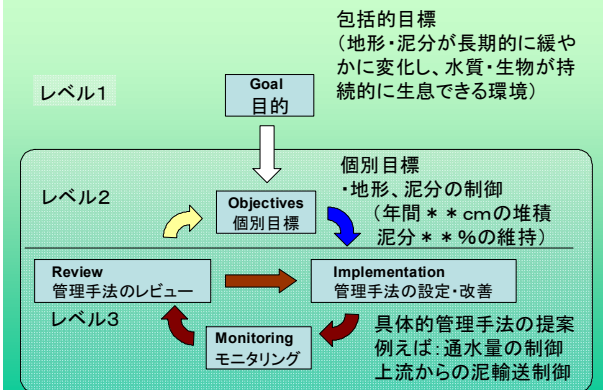 包括的目標
(地形・泥分が長期的に緩や
かに変化し、水質・生物が持
続的に生息できる環境)
レベル1
Goal
目的
レベル2
Objectives
個別目標
個別目標
・地形、泥分の制御
(年間**cmの堆積
泥分**%の維持)
Review
管理手法のレビュー
Implementation
管理手法の設定・改善
レベル3
Monitoring
モニタリング
具体的管理手法の提案
例えば:通水量の制御
上流からの泥輸送制御